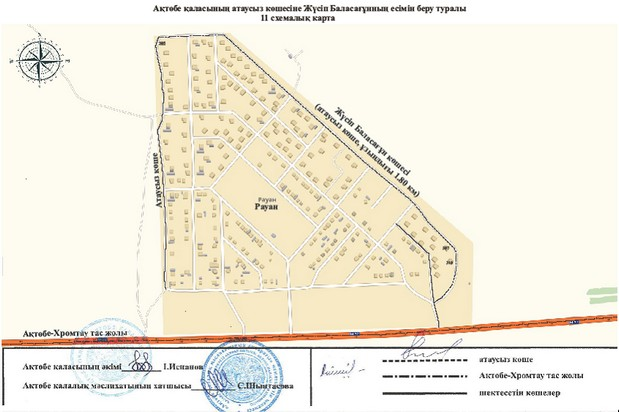 Ақтөбе қаласының атаусыз көшесіне Жүсіп Баласағұнның есімін беру туралы
11 схемалық карта
Жүсіп Баласағұн көшесі
(атаусыз көше, ұзындығы 1,80 км)
Атаусыз көше
Рауан
Рауан
Ақтөбе-Хромтау тас жолы
Ақтөбе қаласының әкімі І.Испанов
Ақтөбе қалалық мәслихатының хатшысы С.Шынтасова
атаусыз көше
Ақтөбе-Хромтау тас жолы
шектесетін көшелер